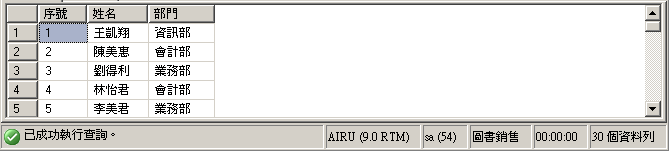 序號 姓名 部門
1 1 王凱翔 資訊部
2 2 陳美惠 會計部
3 3 劉得利 業務部
4 4 林怡君 會計部
5 5 李美君 業務部
已成功執行查詢。 AIRU (9.0 RTM) sa (54) 圖書銷售 00:00:00 30 個資料列